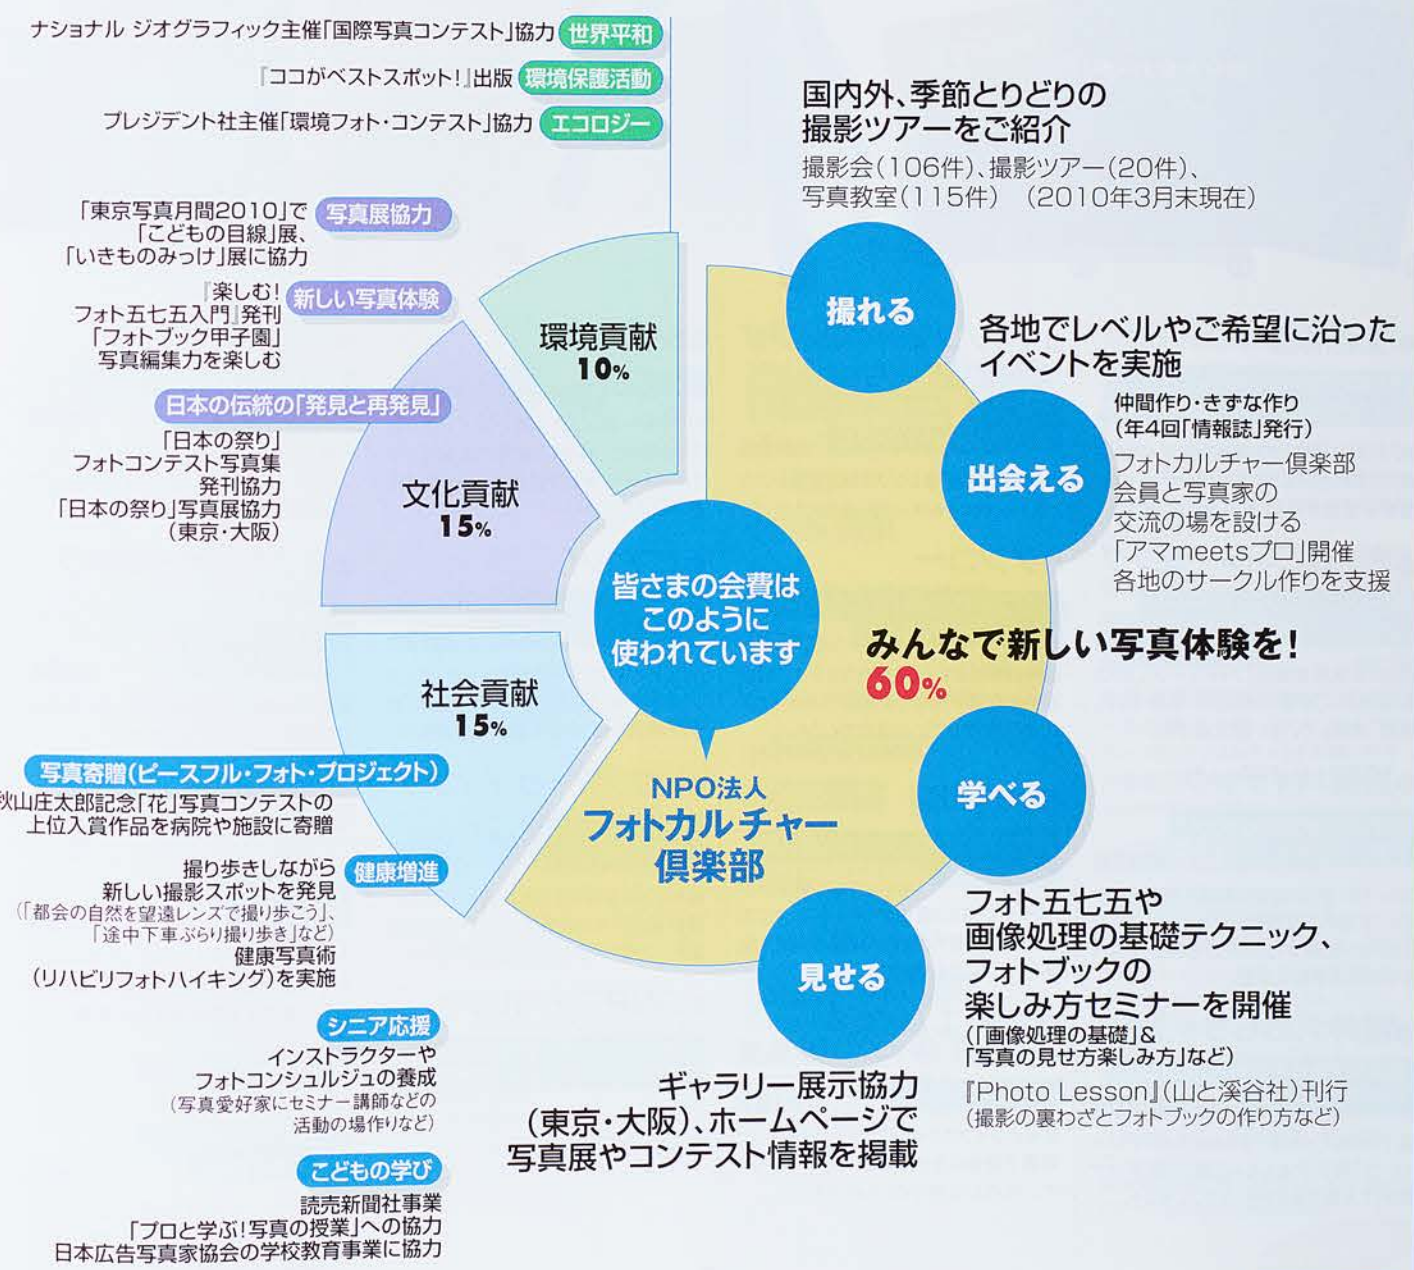 ナショナル ジオグラフィック主催「国際写真コンテスト」協力 世界平和
『ココがベストスポット!』出版 環境保護活動
プレジデント社主催「環境フォト・コンテスト」協力 エコロジー
「東京写真月間2010」で 写真展協力
「こどもの目線」展、
「いきものみっけ」展に協力
『楽しむ! 新しい写真体験
フォト五七五入門』発刊
「フォトブック甲子園」
写真編集力を楽しむ
日本の伝統の「発見と再発見」
「日本の祭り」
フォトコンテスト写真集
発刊協力
「日本の祭り」写真展協力
(東京・大阪)
環境貢献
10%
文化貢献
15%
社会貢献
15%
皆さまの会費は
このように
使われています
NPO法人
フォトカルチャー
倶楽部
国内外、季節とりどりの
撮影ツアーをご紹介
撮影会(106件)、撮影ツアー(20件)、
写真教室(115件) (2010年3月末現在)
撮れる
各地でレベルやご希望に沿った
イベントを実施
仲間作り・きずな作り
(年4回「情報誌」発行)
出会える
フォトカルチャー倶楽部
会員と写真家の
交流の場を設ける
「アマmeetsプロ」開催
各地のサークル作りを支援
みんなで新しい写真体験を!
60%
学べる
フォト五七五や
画像処理の基礎テクニック、
フォトブックの
楽しみ方セミナーを開催
(「画像処理の基礎」&
「写真の見せ方楽しみ方」など)
『Photo Lesson』(山と溪谷社)刊行
(撮影の裏わざとフォトブックの作り方など)
見せる
ギャラリー展示協力
(東京・大阪)、ホームページで
写真展やコンテスト情報を掲載
写真寄贈(ピースフル・フォト・プロジェクト)
秋山庄太郎記念「花」写真コンテストの
上位入賞作品を病院や施設に寄贈
撮り歩きしながら 健康増進
新しい撮影スポットを発見
(「都会の自然を望遠レンズで撮り歩こう」、
「途中下車ぶらり撮り歩き」など)
健康写真術
(リハビリフォトハイキング)を実施
シニア応援
インストラクターや
フォトコンシュルジュの養成
(写真愛好家にセミナー講師などの
活動の場作りなど)
こどもの学び
読売新聞社事業
「プロと学ぶ!写真の授業」への協力
日本広告写真家協会の学校教育事業に協力